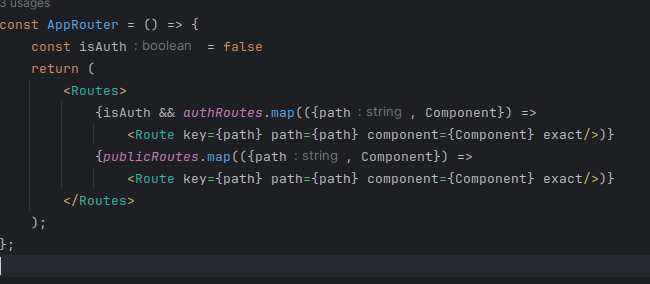 3 usages
const AppRouter = () => {
    const isAuth : boolean = false
    return (
        <Routes>
            {isAuth && authRoutes.map(({path : string , Component}) =>
                <Route key={path} path={path} component={Component} exact/>)}
            {publicRoutes.map(({path : string , Component}) =>
                <Route key={path} path={path} component={Component} exact/>)}
        </Routes>
    );
};